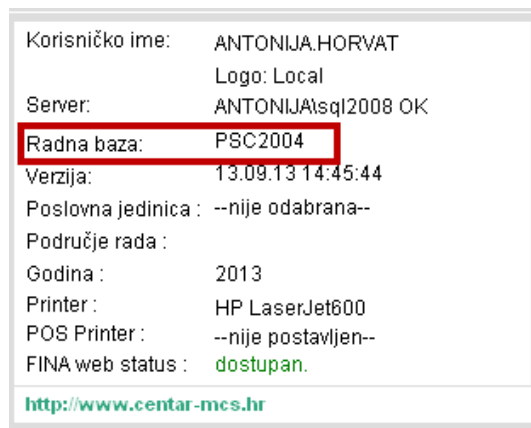 Korisničko ime: ANTONIJA.HORVAT
Logo: Local
Server: ANTONIJA\sql2008 OK
Radna baza: PSC2004
Verzija: 13.09.13 14:45:44
Poslovna jedinica : --nije odabrana--
Područje rada :
Godina : 2013
Printer : HP LaserJet600
POS Printer : --nije postavljen--
FINA web status : dostupan.
http://www.centar-mcs.hr